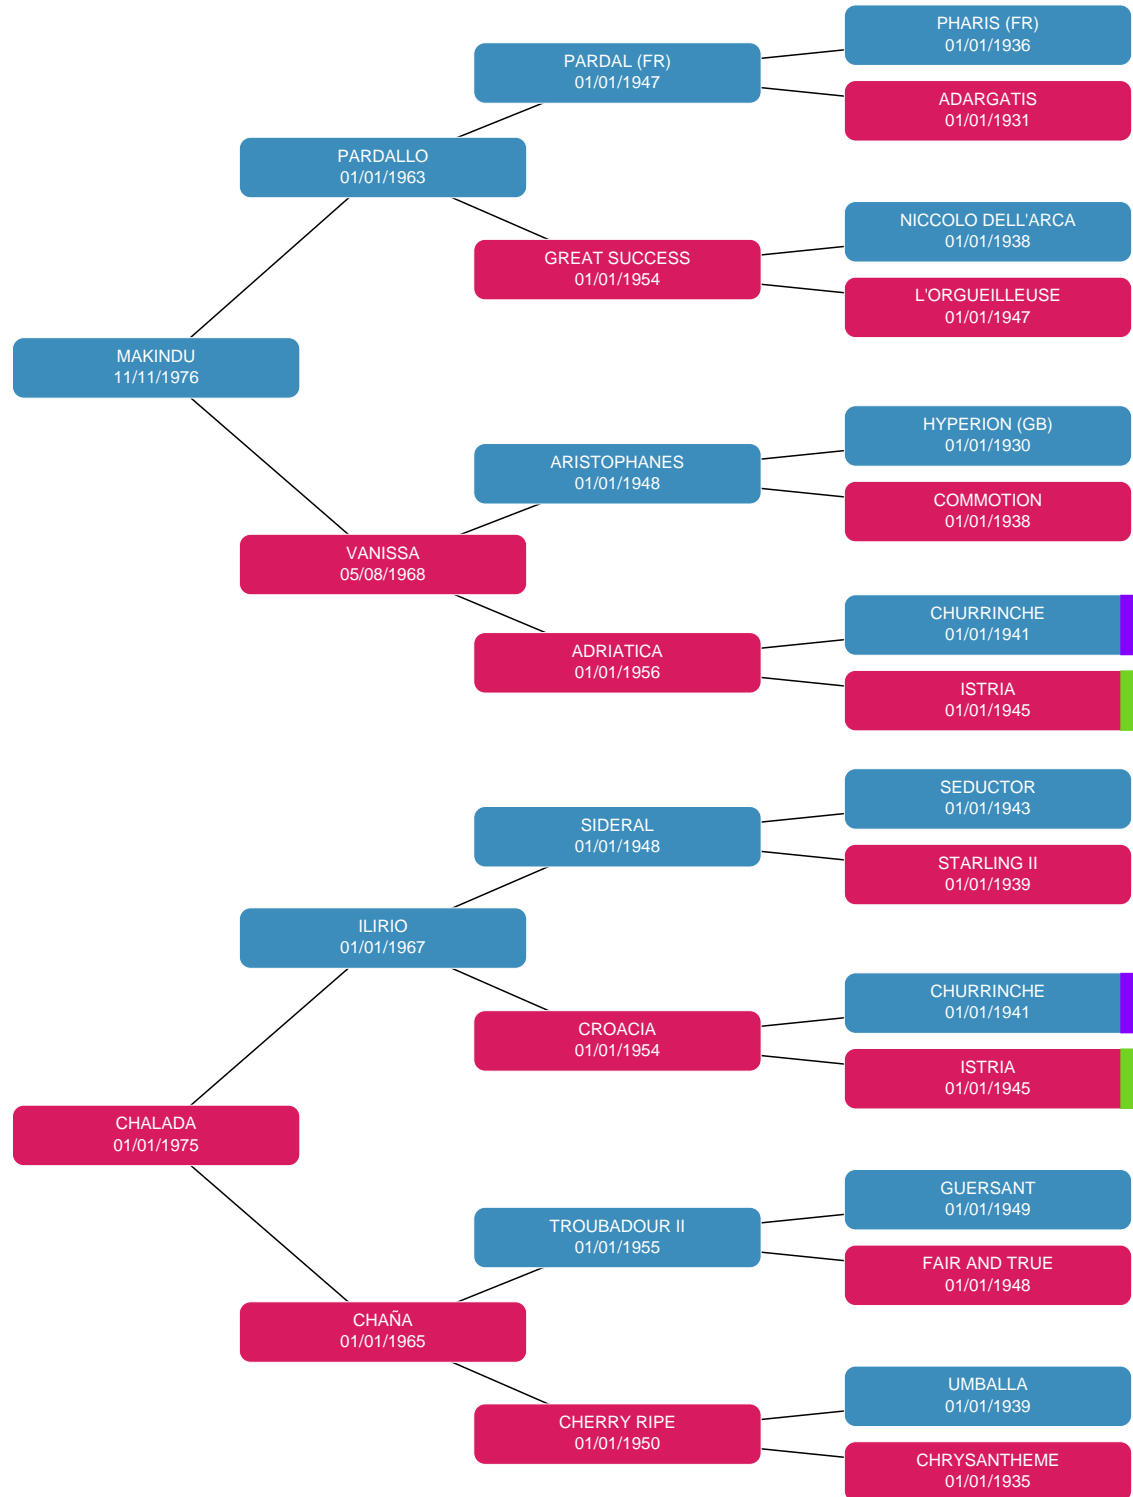 PHARIS (FR)
01/01/1936
PARDAL (FR)
01/01/1947
ADARGATIS
01/01/1931
PARDALLO
01/01/1963
NICCOLO DELL'ARCA
01/01/1938
GREAT SUCCESS
01/01/1954
L'ORGUEILLEUSE
01/01/1947
MAKINDU
11/11/1976
HYPERION (GB)
01/01/1930
ARISTOPHANES
01/01/1948
COMMOTION
01/01/1938
VANISSA
05/08/1968
CHURRINCHE
01/01/1941
ADRIATICA
01/01/1956
ISTRIA
01/01/1945
SEDUCTOR
01/01/1943
SIDERAL
01/01/1948
STARLING II
01/01/1939
ILIRIO
01/01/1967
CHURRINCHE
01/01/1941
CROACIA
01/01/1954
ISTRIA
01/01/1945
CHALADA
01/01/1975
GUERSANT
01/01/1949
TROUBADOUR II
01/01/1955
FAIR AND TRUE
01/01/1948
CHAÑA
01/01/1965
UMBALLA
01/01/1939
CHERRY RIPE
01/01/1950
CHRYSANTHEME
01/01/1935